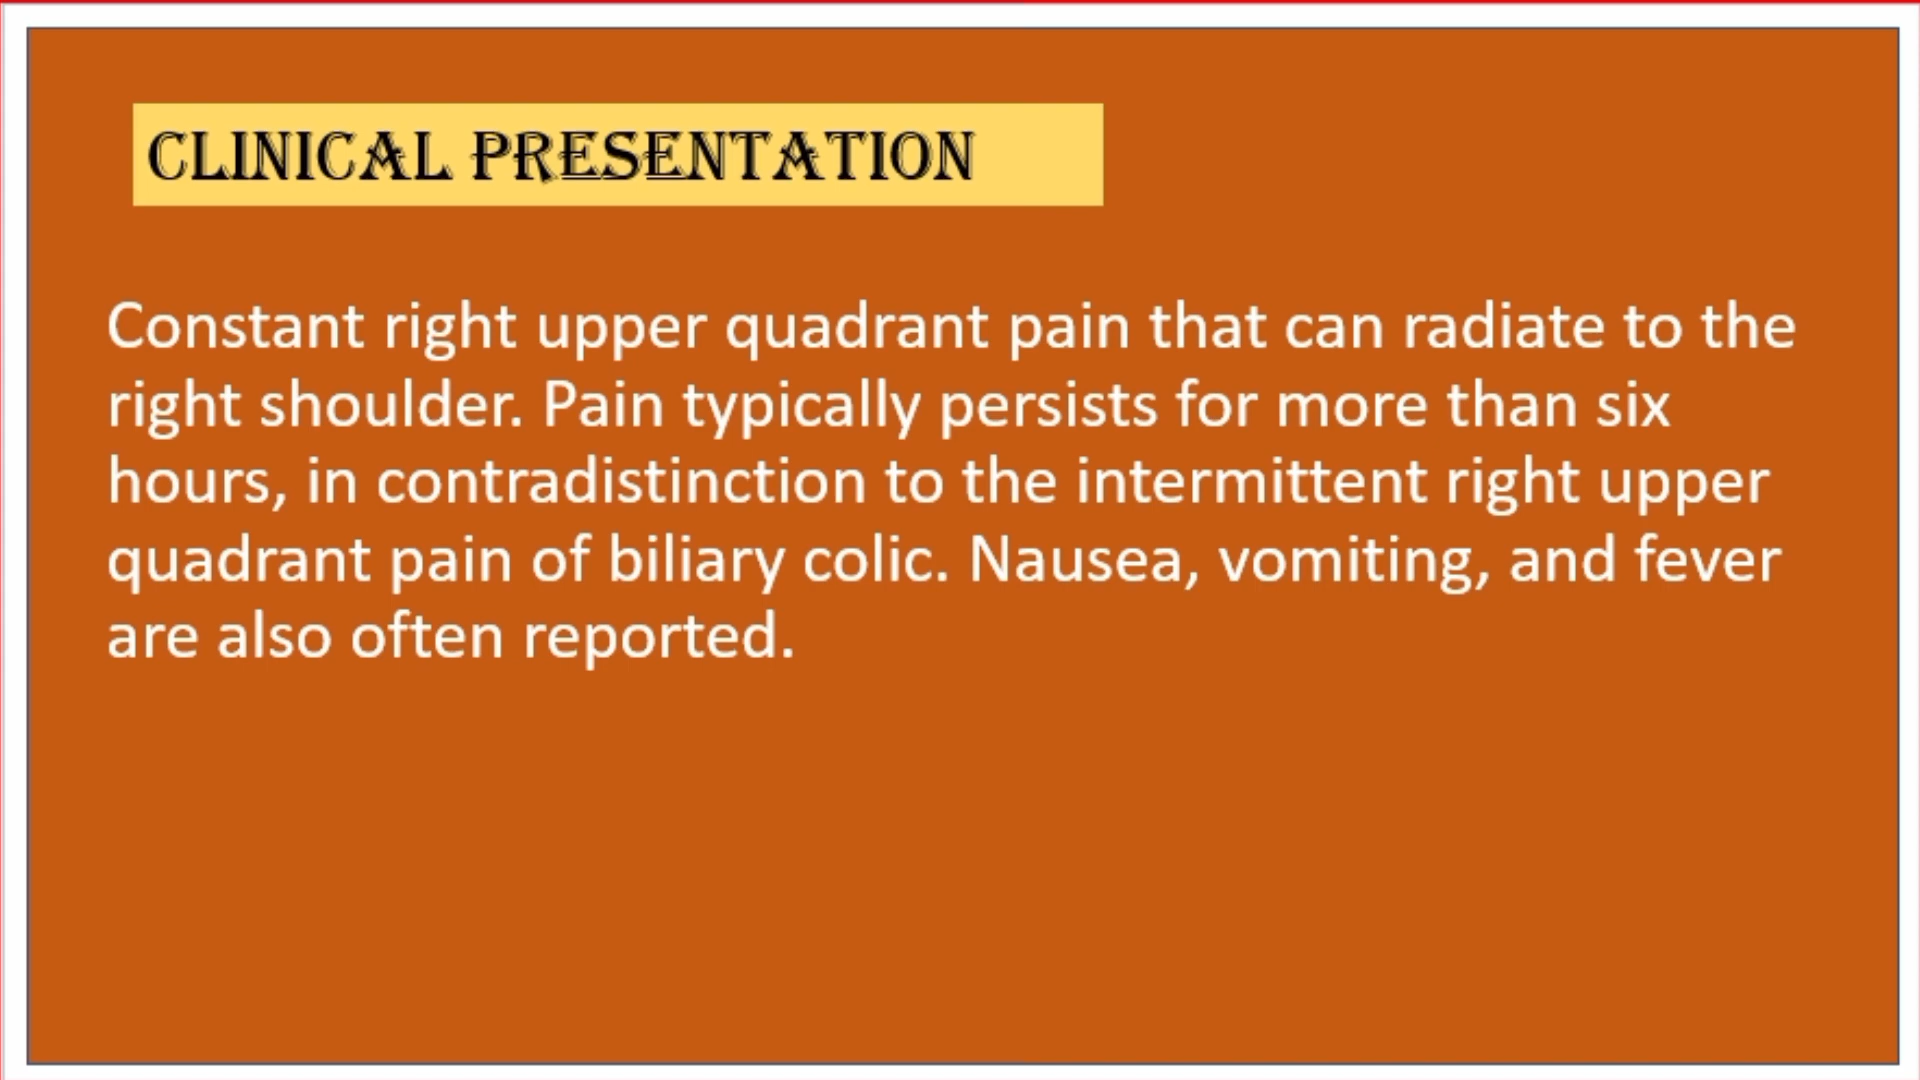 CLINICAL PRESENTATION
Constant right upper quadrant pain that can radiate to the
right shoulder. Pain typically persists for more than six
hours, in contradistinction to the intermittent right upper
quadrant pain of biliary colic. Nausea, vomiting, and fever
are also often reported.